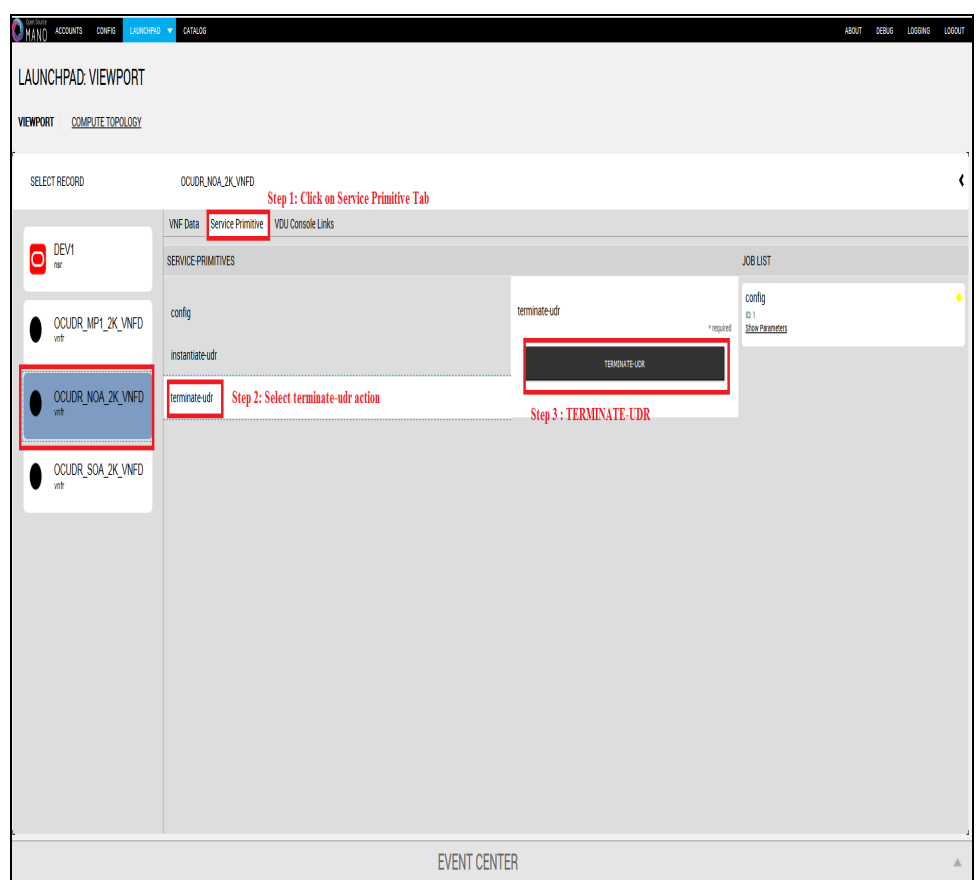 Open Source
MANO ACCOUNTS CONFIG LAUNCHPAD CATALOG ABOUT DEBUG LOGGING LOGOUT
LAUNCHPAD: VIEWPORT
VIEWPORT COMPUTE TOPOLOGY
SELECT RECORD OCUDR_NOA_2K_VNFD
Step 1: Click on Service Primitive Tab
VNF Data Service Primitive VDU Console Links
DEV1
nsr
SERVICE-PRIMITIVES JOB LIST
config
instantiate-udr
terminate-udr Step 2: Select terminate-udr action
terminate-udr
* required
TERMINATE-UDR
Step 3 : TERMINATE-UDR
config
ID: 1
Show Parameters
OCUDR_MP1_2K_VNFD
vnfr
OCUDR_NOA_2K_VNFD
vnfr
OCUDR_SOA_2K_VNFD
vnfr
EVENT CENTER